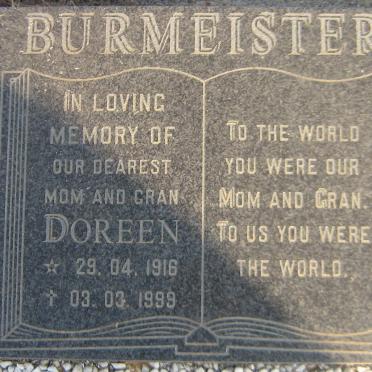 BURMEISTER
IN LOVING
MEMORY OF
OUR DEAREST
MOM AND GRAN
DOREEN
☆ 29. 04. 1916
† 03. 03. 1999
TO THE WORLD
YOU WERE OUR
MOM AND GRAN.
TO US YOU WERE
THE WORLD.